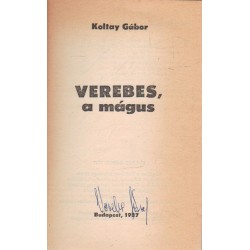 Koltay Gábor
VEREBES,
a mágus
Budapest, 1987